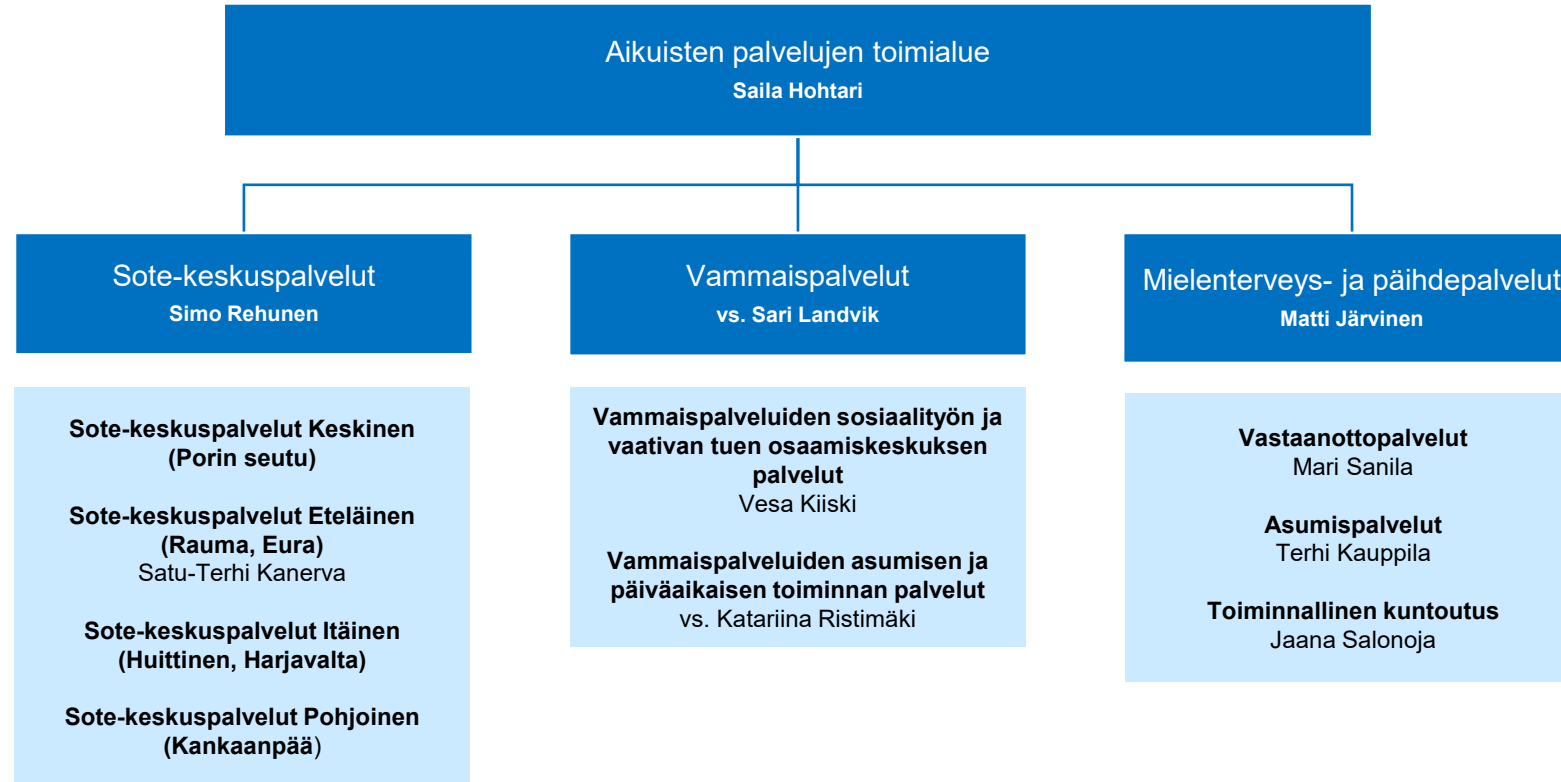 Aikuisten palvelujen toimialue
Saila Hohtari
Sote-keskuspalvelut
Simo Rehunen
Vammaispalvelut
vs. Sari Landvik
Mielenterveys- ja päihdepalvelut
Matti Järvinen
Sote-keskuspalvelut Keskinen
(Porin seutu)
Sote-keskuspalvelut Eteläinen
(Rauma, Eura)
Satu-Terhi Kanerva
Sote-keskuspalvelut Itäinen
(Huittinen, Harjavalta)
Sote-keskuspalvelut Pohjoinen
(Kankaanpää)
Vammaispalveluiden sosiaalityön ja
vaativan tuen osaamiskeskuksen
palvelut
Vesa Kiiski
Vammaispalveluiden asumisen ja
päiväaikaisen toiminnan palvelut
vs. Katariina Ristimäki
Vastaanottopalvelut
Mari Sanila
Asumispalvelut
Terhi Kauppila
Toiminnallinen kuntoutus
Jaana Salonoja